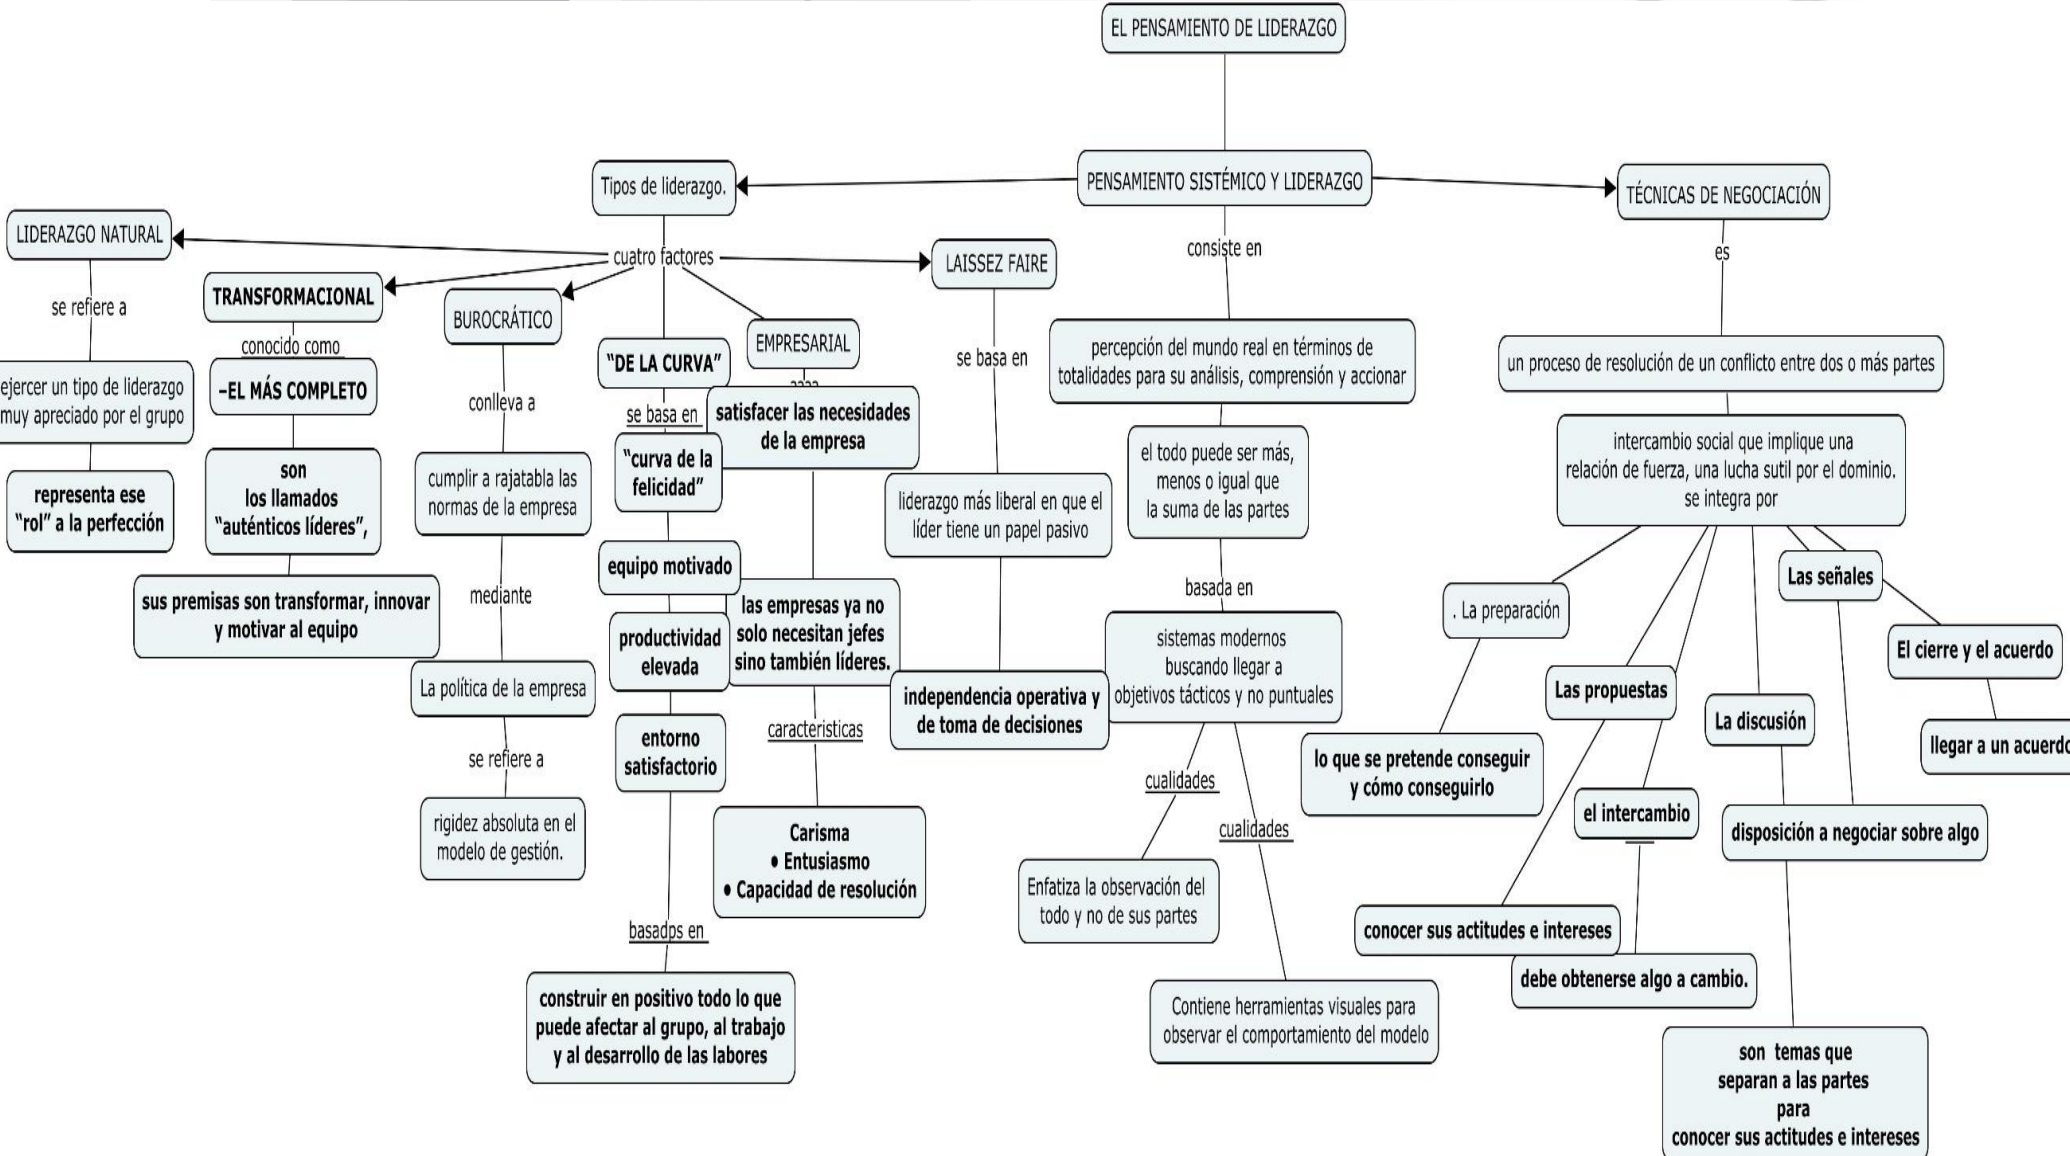 EL PENSAMIENTO DE LIDERAZGO
PENSAMIENTO SISTÉMICO Y LIDERAZGO
Tipos de liderazgo.
TÉCNICAS DE NEGOCIACIÓN
cuatro factores
LIDERAZGO NATURAL
se refiere a
ejercer un tipo de liderazgo
muy apreciado por el grupo
representa ese
“rol” a la perfección
TRANSFORMACIONAL
conocido como
–EL MÁS COMPLETO
son
los llamados
“auténticos líderes”,
sus premisas son transformar, innovar
y motivar al equipo
BUROCRÁTICO
conlleva a
cumplir a rajatabla las
normas de la empresa
mediante
La política de la empresa
se refiere a
rigidez absoluta en el
modelo de gestión.
“DE LA CURVA”
se basa en
“curva de la
felicidad”
equipo motivado
productividad
elevada
entorno
satisfactorio
basados en
construir en positivo todo lo que
puede afectar al grupo, al trabajo
y al desarrollo de las labores
EMPRESARIAL
satisfacer las necesidades
de la empresa
las empresas ya no
solo necesitan jefes
sino también líderes.
caracteristicas
Carisma
• Entusiasmo
• Capacidad de resolución
LAISSEZ FAIRE
se basa en
liderazgo más liberal en que el
líder tiene un papel pasivo
independencia operativa y
de toma de decisiones
consiste en
percepción del mundo real en términos de
totalidades para su análisis, comprensión y accionar
el todo puede ser más,
menos o igual que
la suma de las partes
basada en
sistemas modernos
buscando llegar a
objetivos tácticos y no puntuales
cualidades
Enfatiza la observación del
todo y no de sus partes
cualidades
Contiene herramientas visuales para
observar el comportamiento del modelo
es
un proceso de resolución de un conflicto entre dos o más partes
intercambio social que implique una
relación de fuerza, una lucha sutil por el dominio.
se integra por
. La preparación
lo que se pretende conseguir
y cómo conseguirlo
Las propuestas
conocer sus actitudes e intereses
el intercambio
debe obtenerse algo a cambio.
La discusión
son temas que
separan a las partes
para
conocer sus actitudes e intereses
Las señales
disposición a negociar sobre algo
El cierre y el acuerdo
llegar a un acuerdo